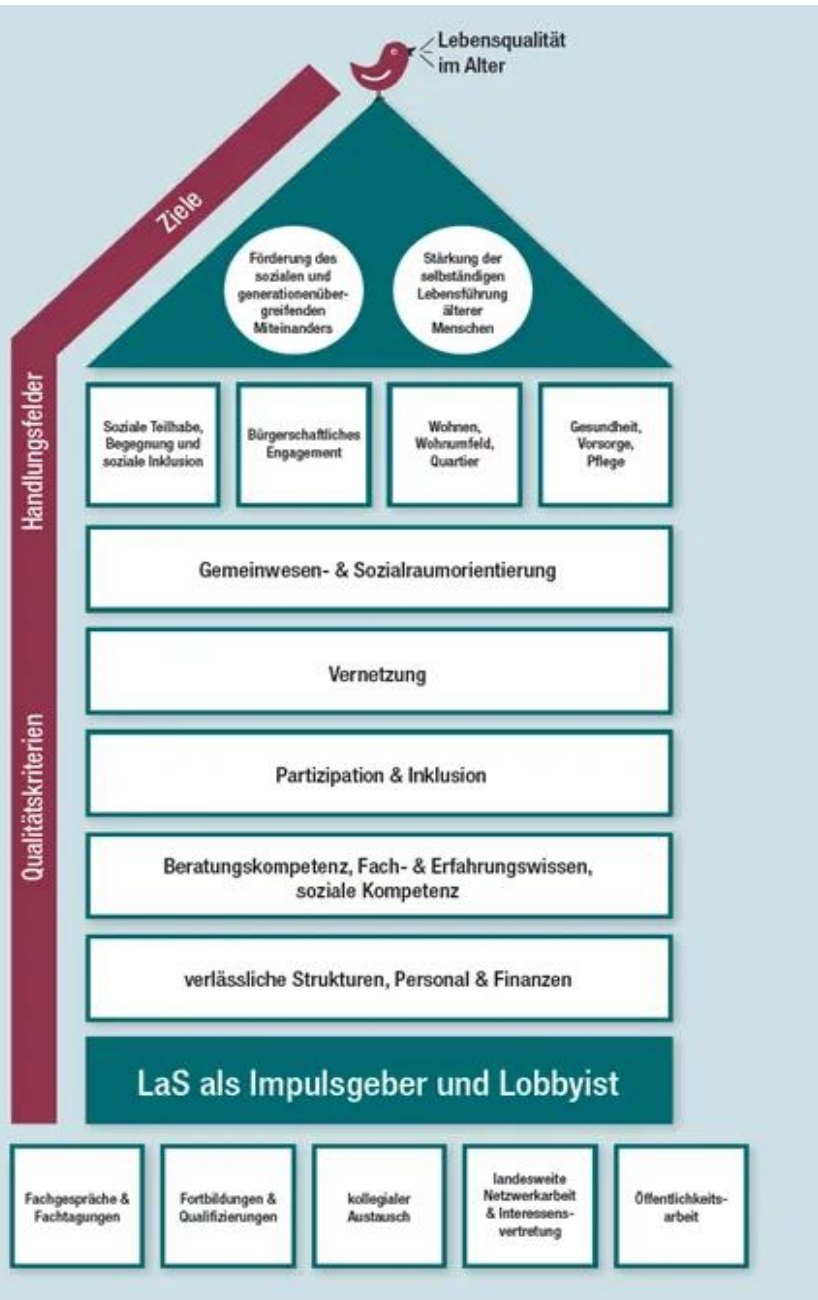 Lebensqualität
im Alter
Ziele
Förderung des
sozialen und
generationenüber-
greifenden
Miteinanders
Stärkung der
selbständigen
Lebensführung
älterer
Menschen
Handlungsfelder
Soziale Teilhabe,
Begegnung und
soziale Inklusion
Bürgerschaftliches
Engagement
Wohnen,
Wohnumfeld,
Quartier
Gesundheit,
Vorsorge,
Pflege
Qualitätskriterien
Gemeinwesen- & Sozialraumorientierung
Vernetzung
Partizipation & Inklusion
Beratungskompetenz, Fach- & Erfahrungswissen,
soziale Kompetenz
verlässliche Strukturen, Personal & Finanzen
LaS als Impulsgeber und Lobbyist
Fachgespräche &
Fachtagungen
Fortbildungen &
Qualifizierungen
kollegialer
Austausch
landesweite
Netzwerkarbeit
& Interessens-
vertretung
Öffentlichkeits-
arbeit